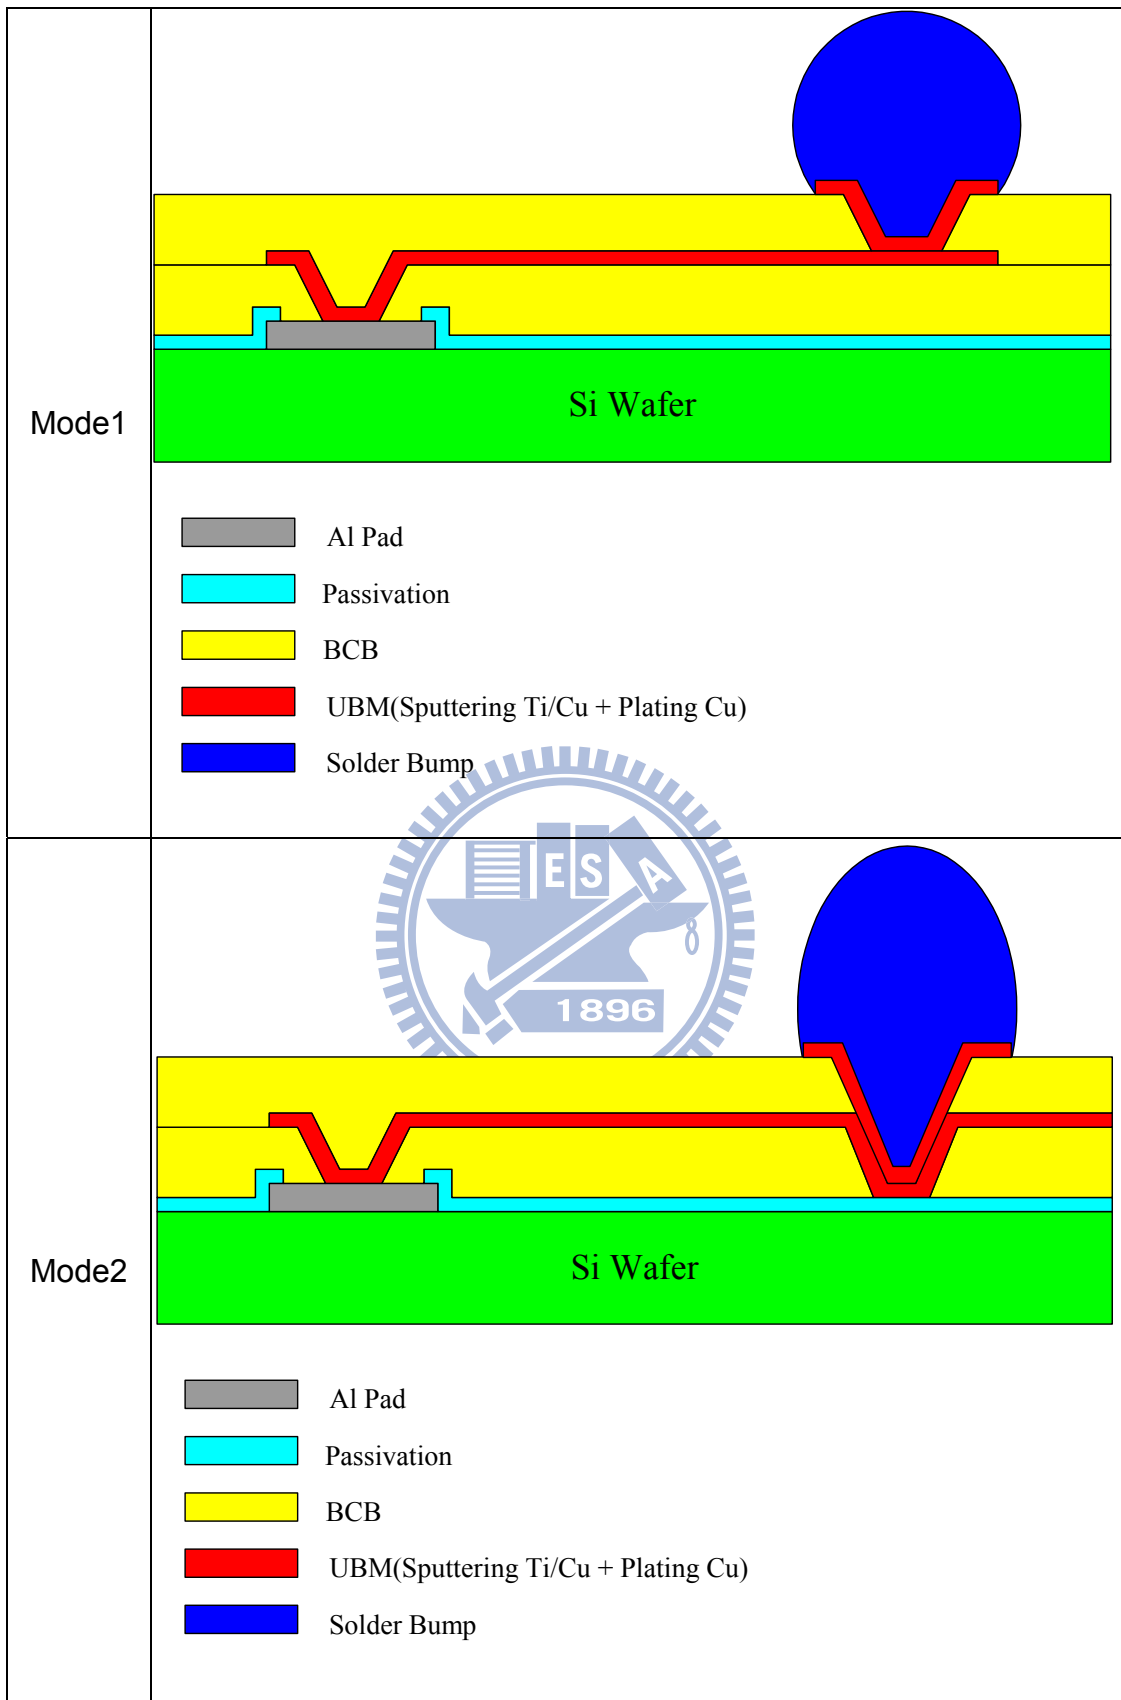 Si Wafer
Mode1
Al Pad
Passivation
BCB
UBM(Sputtering Ti/Cu + Plating Cu)
Solder Bump
E S A
8
1896
Si Wafer
Mode2
Al Pad
Passivation
BCB
UBM(Sputtering Ti/Cu + Plating Cu)
Solder Bump